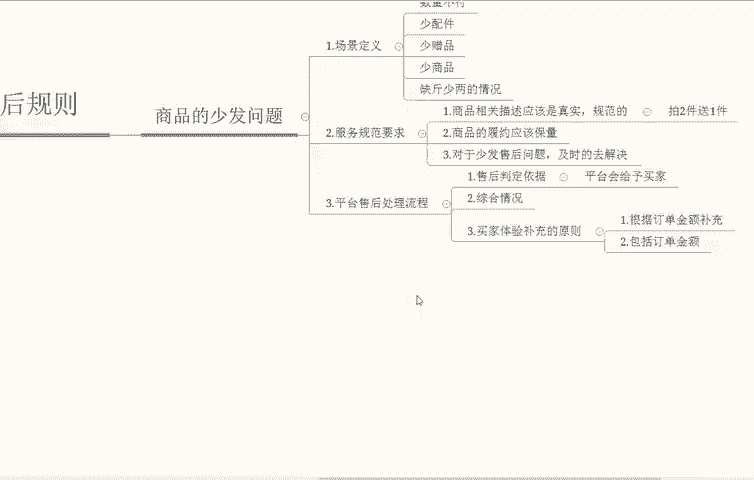 数量不符
少配件
1.场景定义
少赠品
后规则
少商品
缺斤少两的情况
商品的少发问题
1.商品相关描述应该是真实，规范的
拍2件送1件
2.服务规范要求
2.商品的履约应该保量
3.对于少发售后问题，及时的去解决
1.售后判定依据
平台会给予买家
2.综合情况
3.平台售后处理流程
3.买家体验补充的原则
1.根据订单金额补充
2.包括订单金额